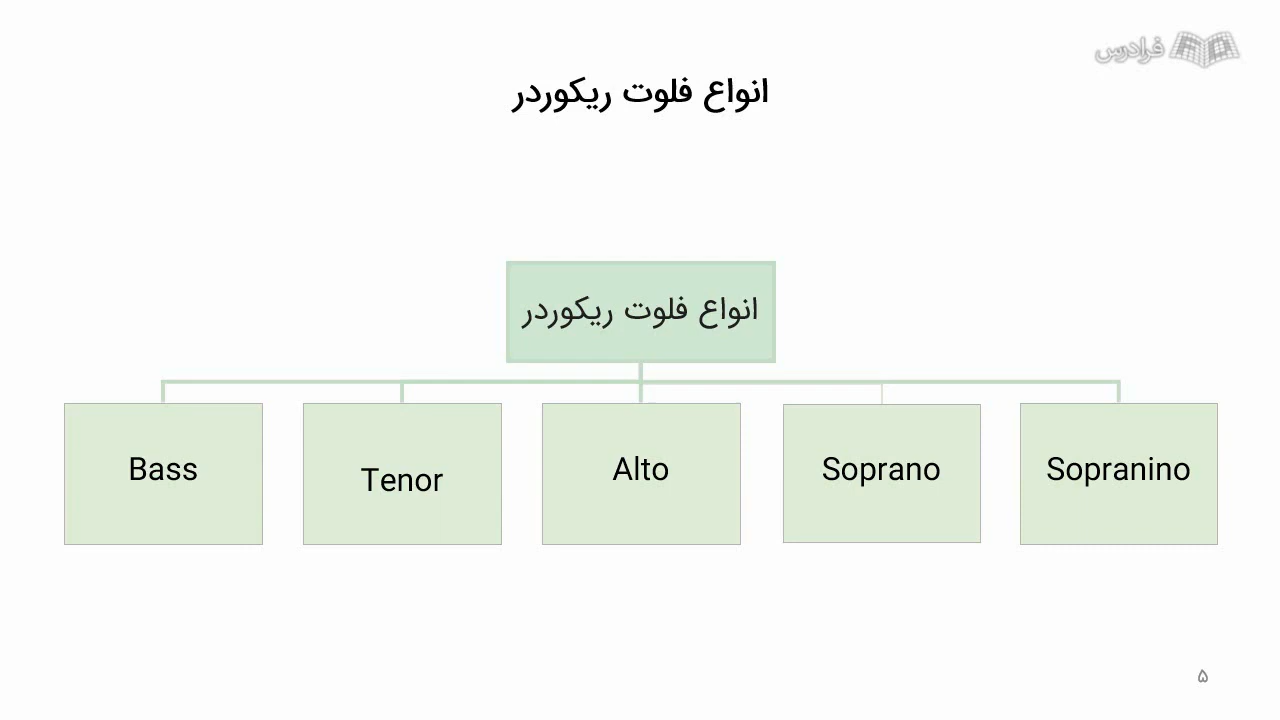 فرادرس
انواع فلوت ریکوردر
انواع فلوت ریکوردر
Bass
Tenor
Alto
Soprano
Sopranino
۵